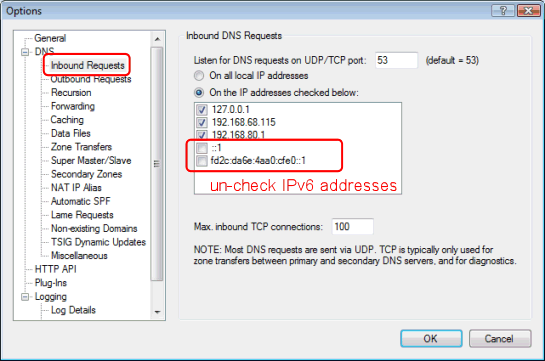 Options
General
DNS
Inbound Requests
Outbound Requests
Recursion
Forwarding
Caching
Data Files
Zone Transfers
Super Master/Slave
Secondary Zones
NAT IP Alias
Automatic SPF
Lame Requests
Non-existing Domains
TSIG Dynamic Updates
Miscellaneous
HTTP API
Plug-Ins
Logging
Log Details
Inbound DNS Requests
Listen for DNS requests on UDP/TCP port: 53 (default = 53)
On all local IP addresses
On the IP addresses checked below:
127.0.0.1
192.168.68.115
192.168.80.1
::1
fd2c:da6e:4aa0:cfe0::1
un-check IPv6 addresses
Max. inbound TCP connections: 100
NOTE: Most DNS requests are sent via UDP. TCP is typically only used for
zone transfers between primary and secondary DNS servers, and for diagnostics.
OK Cancel